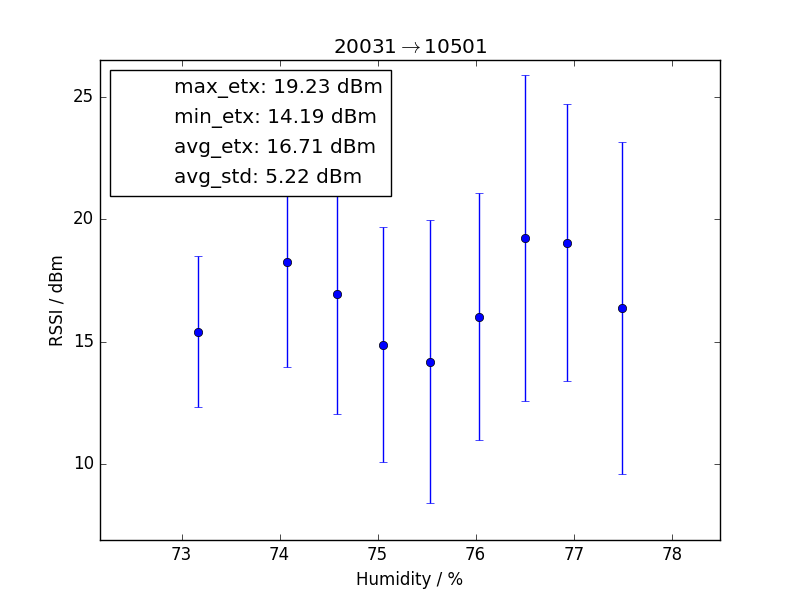 20031→10501
max_etx: 19.23 dBm
min_etx: 14.19 dBm
avg_etx: 16.71 dBm
avg_std: 5.22 dBm
25
20
15
10
RSSI / dBm
73 74 75 76 77 78
Humidity / %